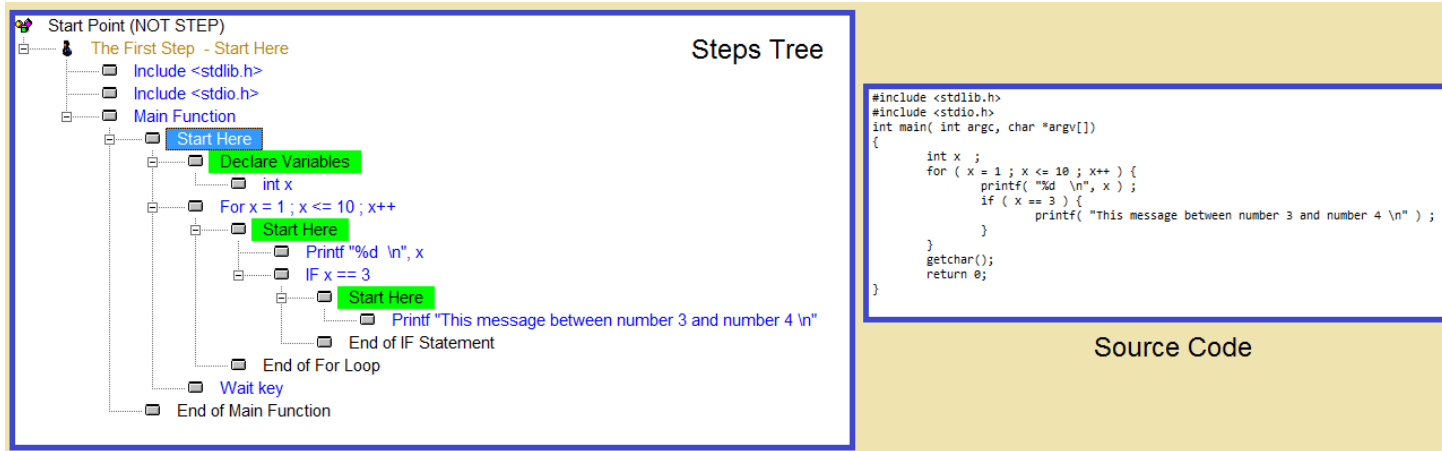 Start Point (NOT STEP)
The First Step - Start Here
Include <stdlib.h>
Include <stdio.h>
Main Function
Start Here
Declare Variables
int x
For x = 1 ; x <= 10 ; x++
Start Here
Printf "%d \n", x
IF x == 3
Start Here
Printf "This message between number 3 and number 4 \n"
End of IF Statement
End of For Loop
Wait key
End of Main Function
Steps Tree
#include <stdlib.h>
#include <stdio.h>
int main( int argc, char *argv[])
{
int x ;
for ( x = 1 ; x <= 10 ; x++ ) {
printf( "%d \n", x ) ;
if ( x == 3 ) {
printf( "This message between number 3 and number 4 \n" ) ;
}
}
getchar();
return 0;
}
Source Code